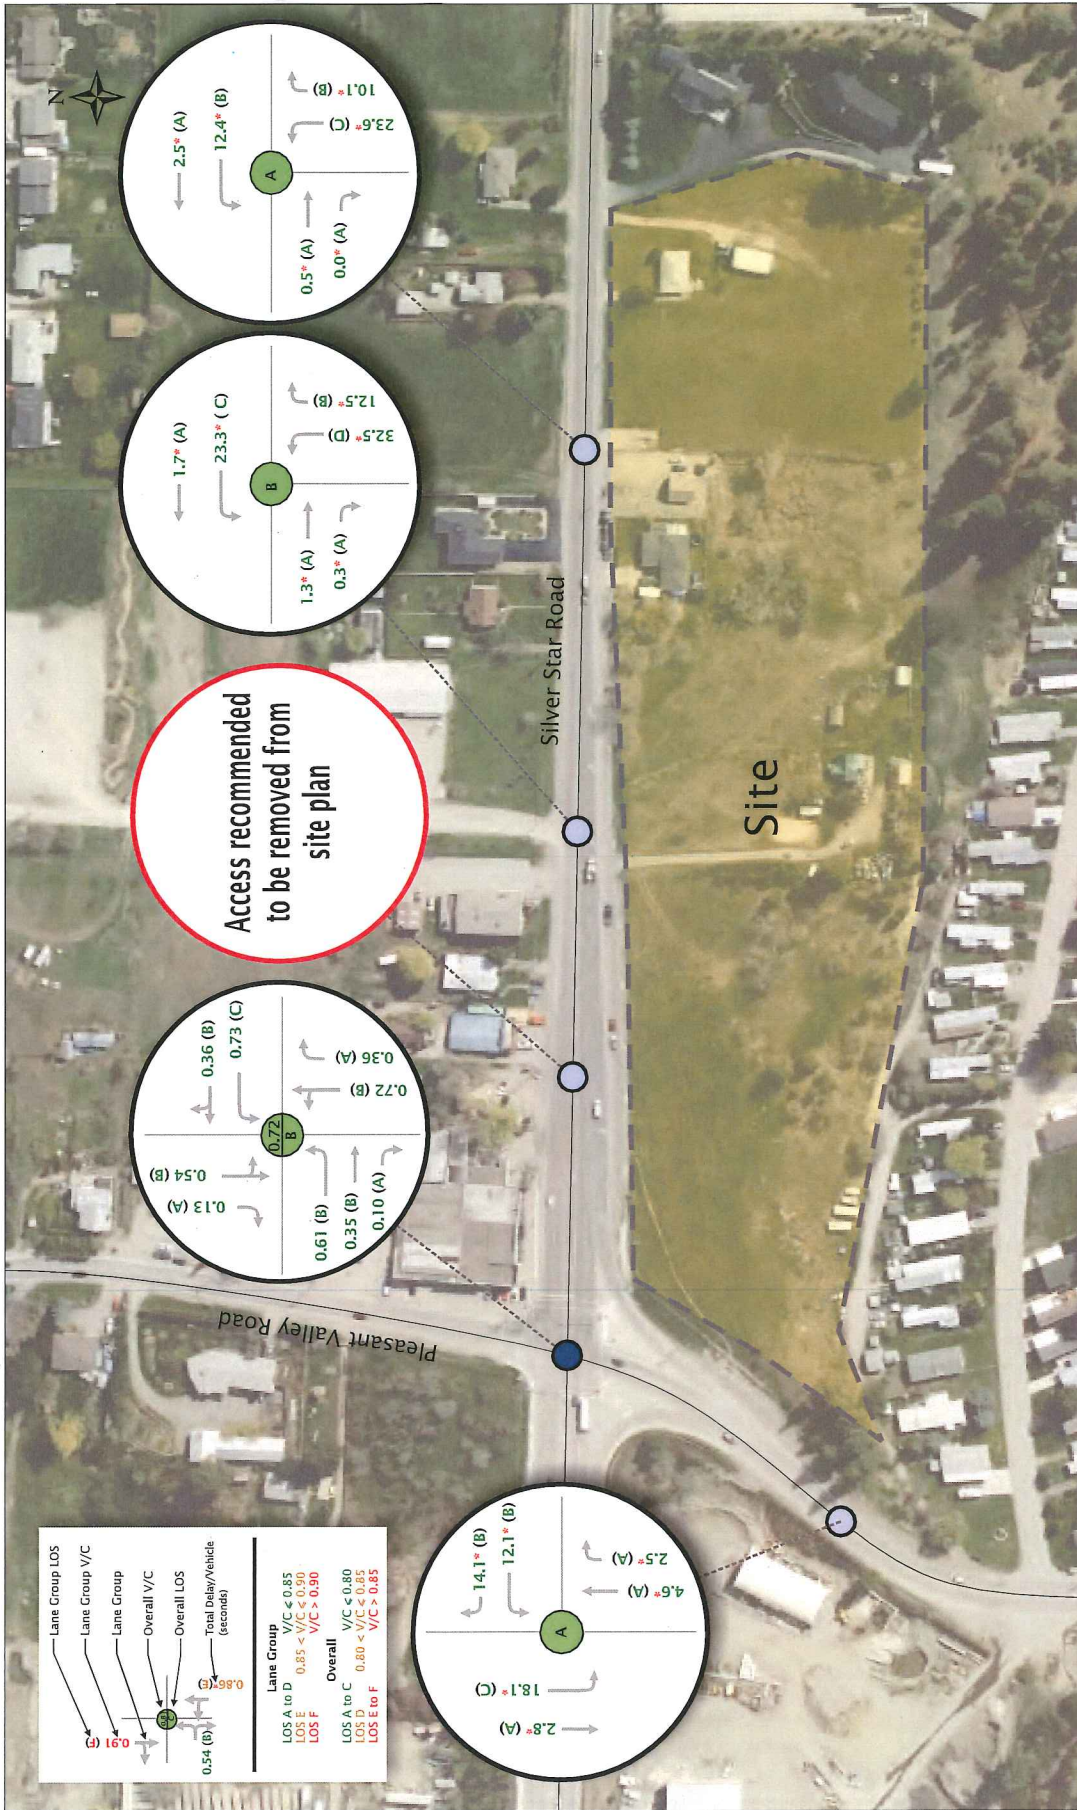 Lane Group LOS
Lane Group V/C
Lane Group
Overall V/C
Overall LOS
Total Delay/Vehicle
(seconds)
0.91 (F)
0.54 (B)
0.86* (E)
C
Lane Group
LOS A to D V/C ≤ 0.85
LOS E 0.85 < V/C ≤ 0.90
LOS F V/C > 0.90
Overall
LOS A to C V/C ≤ 0.80
LOS D 0.80 < V/C ≤ 0.85
LOS E to F V/C > 0.85
0.13 (A)
0.54 (B)
0.36 (B)
0.73 (C)
0.72
B
0.61 (B)
0.35 (B)
0.10 (A)
0.72 (B)
0.36 (A)
Access recommended
to be removed from
site plan
1.7* (A)
23.3* (C)
B
1.3* (A)
0.3* (A)
32.5* (D)
12.5* (B)
2.5* (A)
12.4* (B)
A
0.5* (A)
0.0* (A)
23.6* (C)
10.1* (B)
N
2.8* (A)
18.1* (C)
14.1* (B)
12.1* (B)
A
4.6* (A)
2.5* (A)
Pleasant Valley Road
Silver Star Road
Site